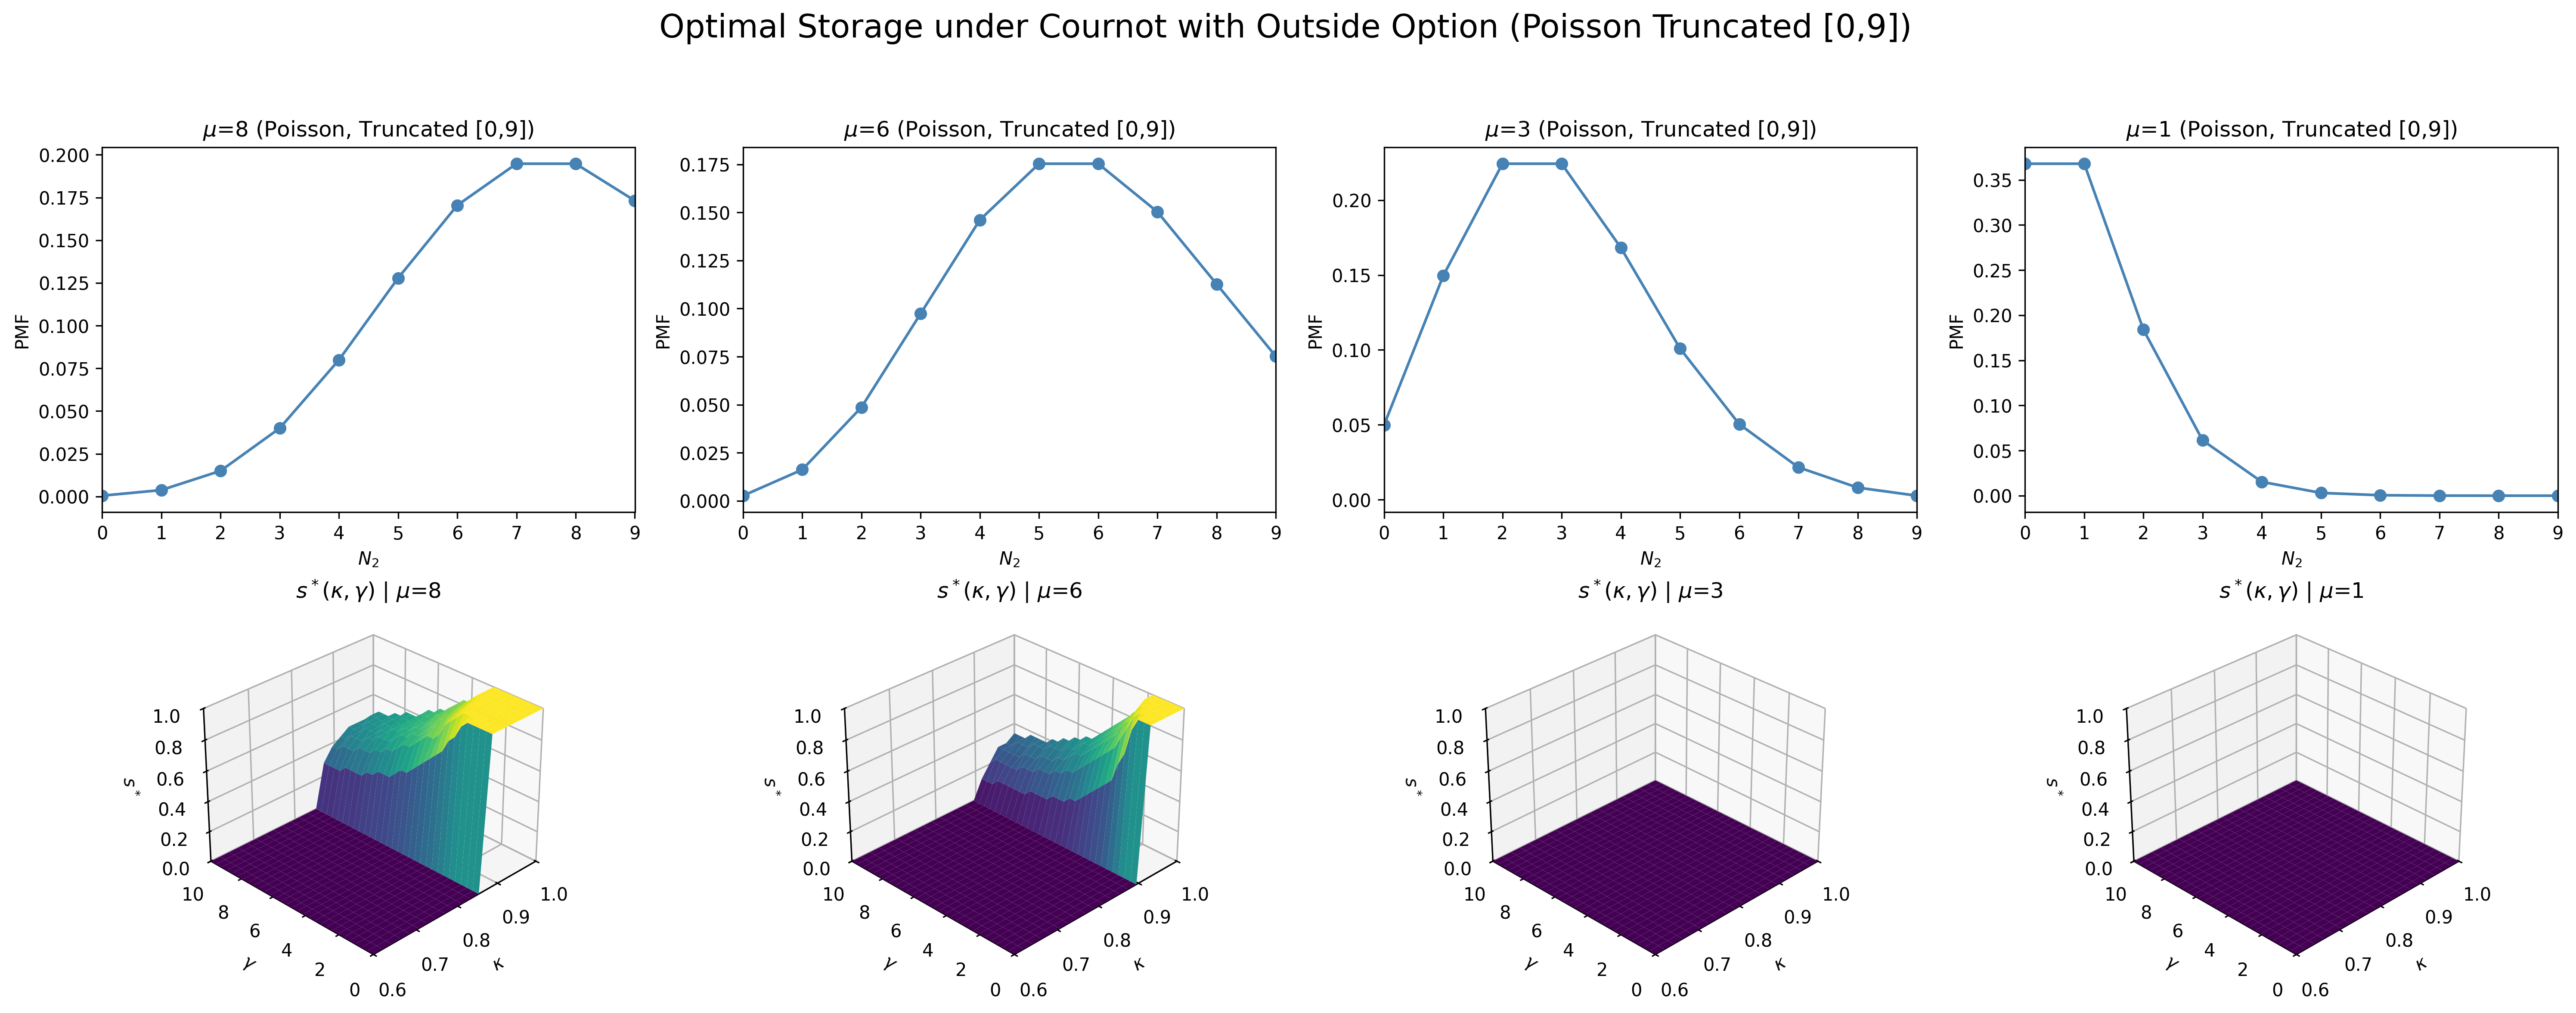 Optimal Storage under Cournot with Outside Option (Poisson Truncated [0,9])
μ=8 (Poisson, Truncated [0,9])
PMF
0.200
0.175
0.150
0.125
0.100
0.075
0.050
0.025
0.000
0 1 2 3 4 5 6 7 8 9
N₂
μ=6 (Poisson, Truncated [0,9])
PMF
0.175
0.150
0.125
0.100
0.075
0.050
0.025
0.000
0 1 2 3 4 5 6 7 8 9
N₂
μ=3 (Poisson, Truncated [0,9])
PMF
0.20
0.15
0.10
0.05
0.00
0 1 2 3 4 5 6 7 8 9
N₂
μ=1 (Poisson, Truncated [0,9])
PMF
0.35
0.30
0.25
0.20
0.15
0.10
0.05
0.00
0 1 2 3 4 5 6 7 8 9
N₂
s*(κ, γ) | μ=8
s*
1.0
0.8
0.6
0.4
0.2
0.0
10 8 6 4 2 0
γ
0.6 0.7 0.8 0.9 1.0
κ
s*(κ, γ) | μ=6
s*
1.0
0.8
0.6
0.4
0.2
0.0
10 8 6 4 2 0
γ
0.6 0.7 0.8 0.9 1.0
κ
s*(κ, γ) | μ=3
s*
1.0
0.8
0.6
0.4
0.2
0.0
10 8 6 4 2 0
γ
0.6 0.7 0.8 0.9 1.0
κ
s*(κ, γ) | μ=1
s*
1.0
0.8
0.6
0.4
0.2
0.0
10 8 6 4 2 0
γ
0.6 0.7 0.8 0.9 1.0
κ